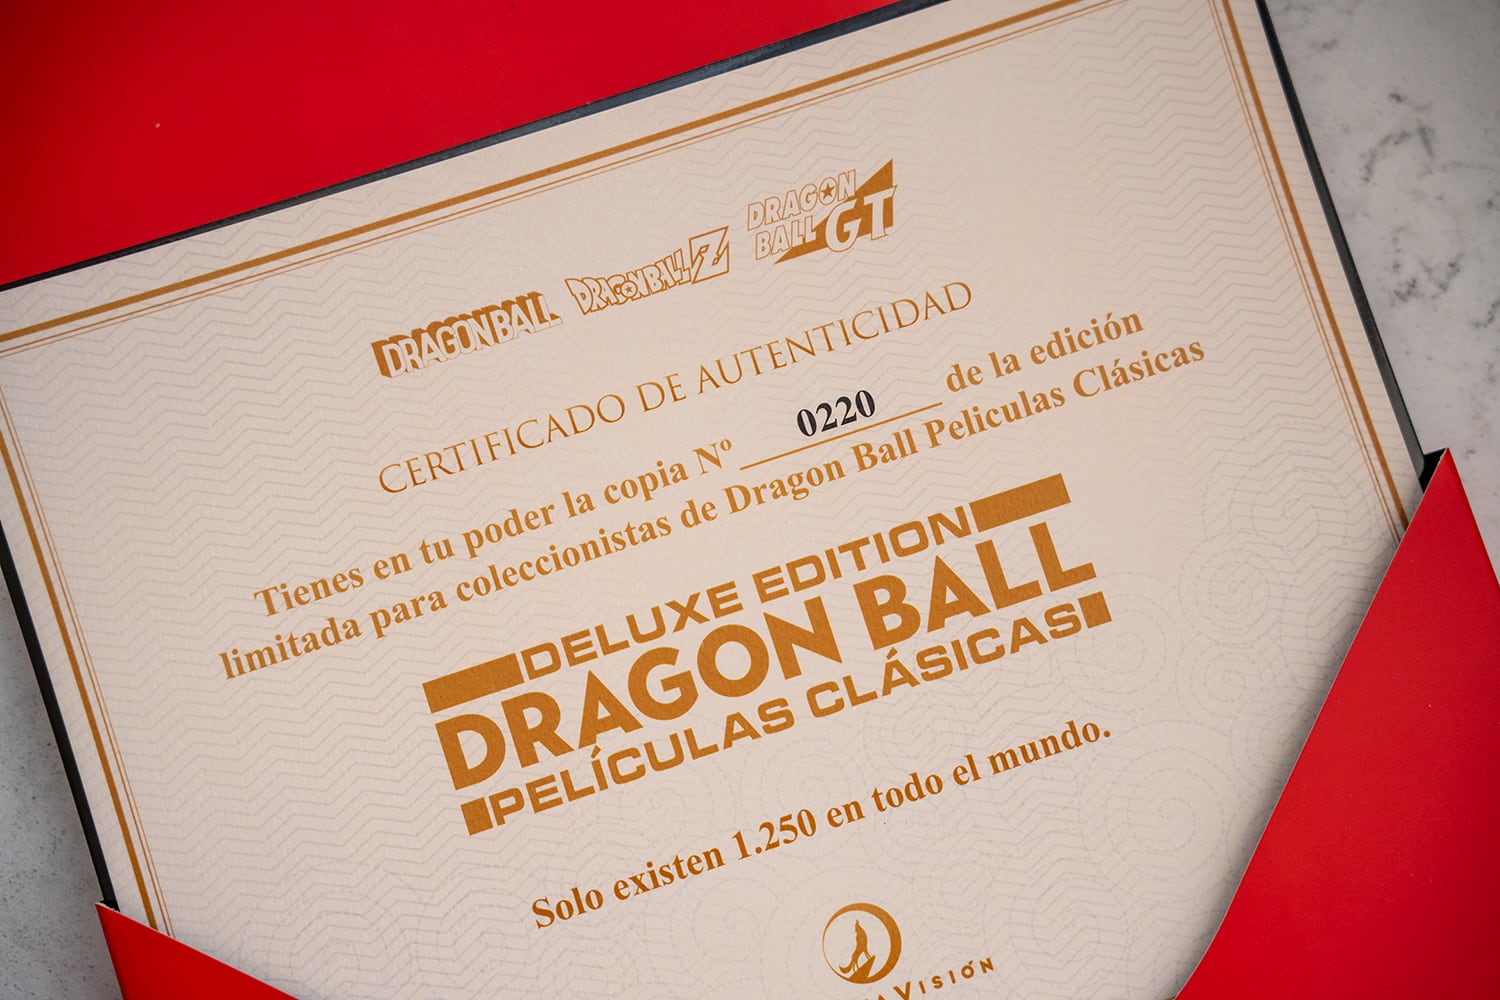 DRAGON BALL
DRAGON BALL Z
DRAGON
BALL GT
CERTIFICADO DE AUTENTICIDAD
Tienes en tu poder la copia Nº 0220 de la edición
limitada para coleccionistas de Dragon Ball Peliculas Clásicas
DELUXE EDITION
DRAGON BALL
PELÍCULAS CLÁSICAS
Solo existen 1.250 en todo el mundo.